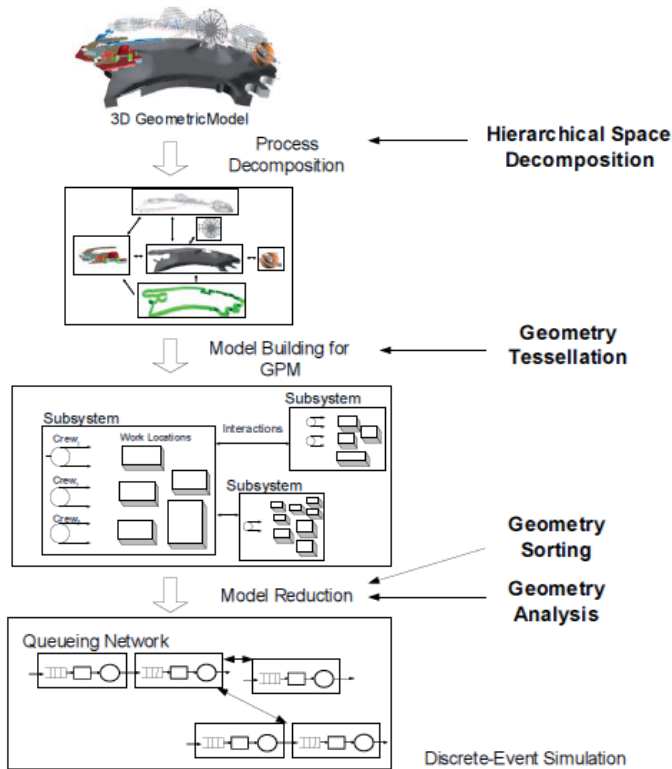 3D GeometricModel
Process
Decomposition
Hierarchical Space
Decomposition
Model Building for
GPM
Geometry
Tessellation
Subsystem
Subsystem
Crew
Work Locations
Interactions
Crew
Subsystem
Crew
Geometry
Sorting
Model Reduction
Geometry
Analysis
Queueing Network
Discrete-Event Simulation